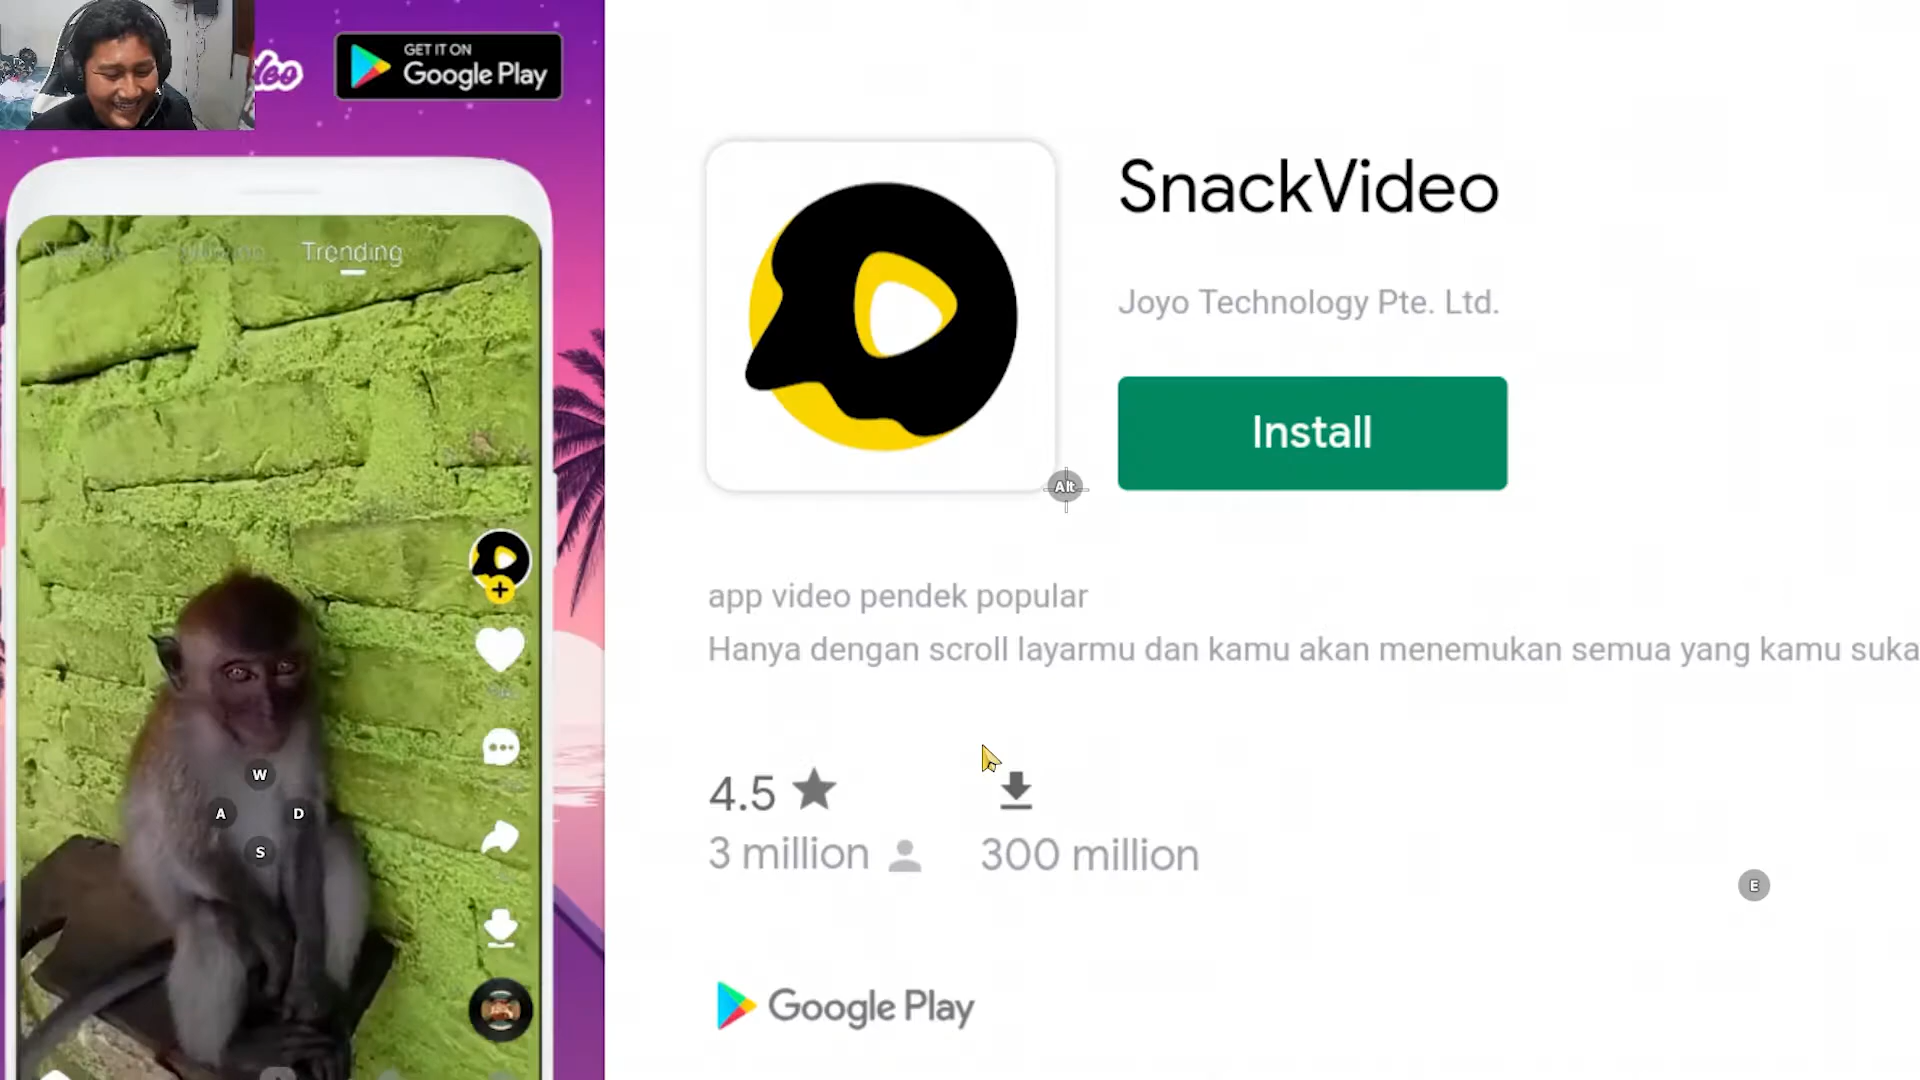 deo
GET IT ON
Google Play
Trending
SnackVideo
Joyo Technology Pte. Ltd.
Install
Alt
app video pendek popular
Hanya dengan scroll layarmu dan kamu akan menemukan semua yang kamu suka
4.5
3 million
300 million
W
A
D
S
E
Google Play